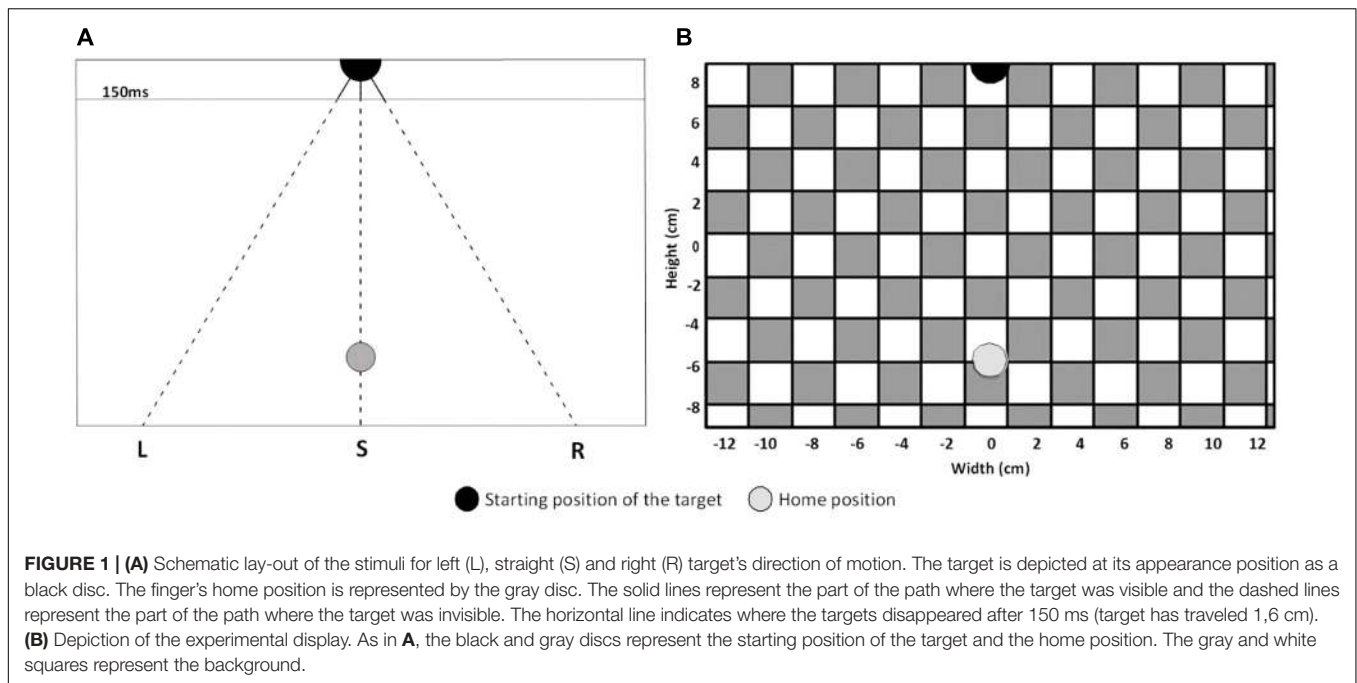 A
B
150ms
L
S
R
8
6
4
2
0
-2
-4
-6
-8
Height (cm)
-12 -10 -8 -6 -4 -2 0 2 4 6 8 10 12
Width (cm)
Starting position of the target Home position
FIGURE 1 | (A) Schematic lay-out of the stimuli for left (L), straight (S) and right (R) target's direction of motion. The target is depicted at its appearance position as a
black disc. The finger's home position is represented by the gray disc. The solid lines represent the part of the path where the target was visible and the dashed lines
represent the part of the path where the target was invisible. The horizontal line indicates where the targets disappeared after 150 ms (target has traveled 1,6 cm).
(B) Depiction of the experimental display. As in A, the black and gray discs represent the starting position of the target and the home position. The gray and white
squares represent the background.